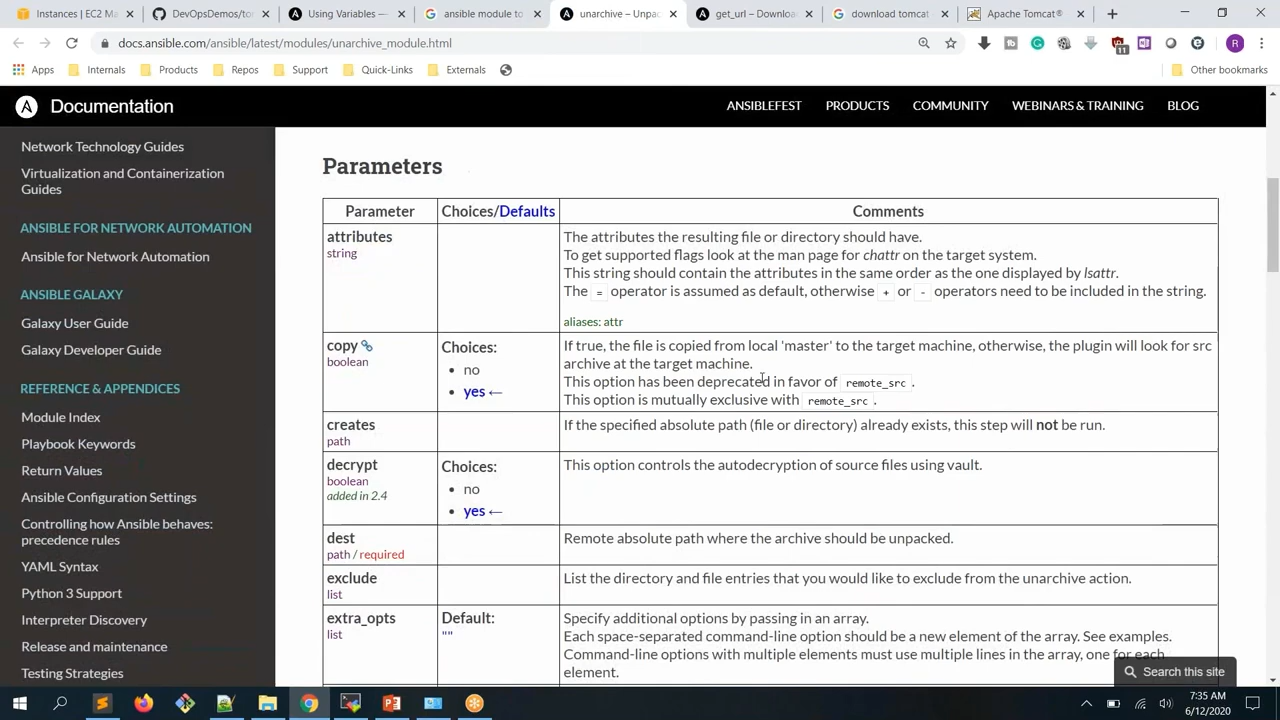 Instances | EC2 Ma
DevOpsDemos/tor
Using Variables —
ansible module to
unarchive – Unpac
get_url – Downloa
download tomcat
Apache Tomcat®
docs.ansible.com/ansible/latest/modules/unarchive_module.html
11
R
Apps
Internals
Products
Repos
Support
Quick-Links
Externals
Other bookmarks
A Documentation
ANSIBLEFEST
PRODUCTS
COMMUNITY
WEBINARS & TRAINING
BLOG
Network Technology Guides
Virtualization and Containerization
Guides
ANSIBLE FOR NETWORK AUTOMATION
Ansible for Network Automation
ANSIBLE GALAXY
Galaxy User Guide
Galaxy Developer Guide
REFERENCE & APPENDICES
Module Index
Playbook Keywords
Return Values
Ansible Configuration Settings
Controlling how Ansible behaves:
precedence rules
YAML Syntax
Python 3 Support
Interpreter Discovery
Release and maintenance
Testing Strategies
Parameters
Parameter
Choices/Defaults
Comments
attributes
string
The attributes the resulting file or directory should have.
To get supported flags look at the man page for chattr on the target system.
This string should contain the attributes in the same order as the one displayed by lsattr.
The = operator is assumed as default, otherwise + or - operators need to be included in the string.
aliases: attr
copy
boolean
Choices:
• no
• yes ←
If true, the file is copied from local 'master' to the target machine, otherwise, the plugin will look for src
archive at the target machine.
This option has been deprecated in favor of remote_src.
This option is mutually exclusive with remote_src.
creates
path
If the specified absolute path (file or directory) already exists, this step will not be run.
decrypt
boolean
added in 2.4
Choices:
• no
• yes ←
This option controls the autodecryption of source files using vault.
dest
path / required
Remote absolute path where the archive should be unpacked.
exclude
list
List the directory and file entries that you would like to exclude from the unarchive action.
extra_opts
list
Default:
""
Specify additional options by passing in an array.
Each space-separated command-line option should be a new element of the array. See examples.
Command-line options with multiple elements must use multiple lines in the array, one for each
element.
Search this site
7:35 AM
6/12/2020